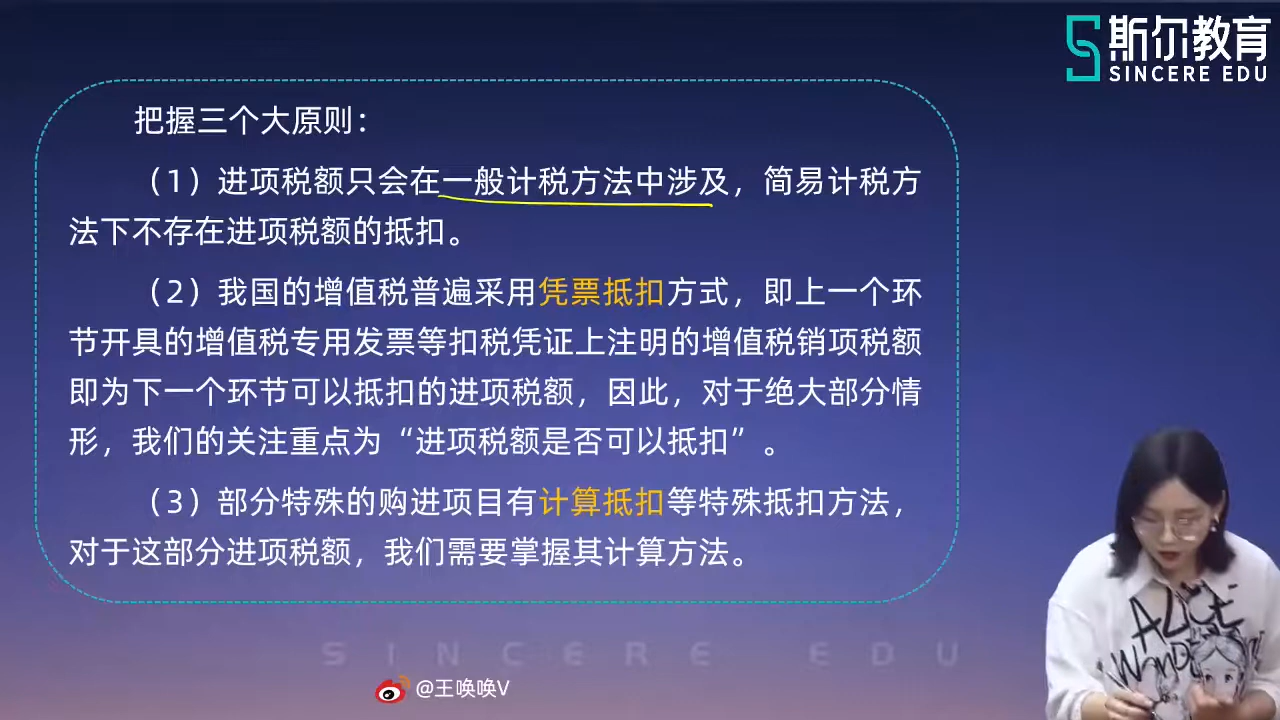 斯尔教育
SINCERE EDU
把握三个大原则：
（1）进项税额只会在一般计税方法中涉及，简易计税方
法下不存在进项税额的抵扣。
（2）我国的增值税普遍采用凭票抵扣方式，即上一个环
节开具的增值税专用发票等扣税凭证上注明的增值税销项税额
即为下一个环节可以抵扣的进项税额，因此，对于绝大部分情
形，我们的关注重点为“进项税额是否可以抵扣”。
（3）部分特殊的购进项目有计算抵扣等特殊抵扣方法，
对于这部分进项税额，我们需要掌握其计算方法。
SINCERE EDU
@王唤唤V
ALICE